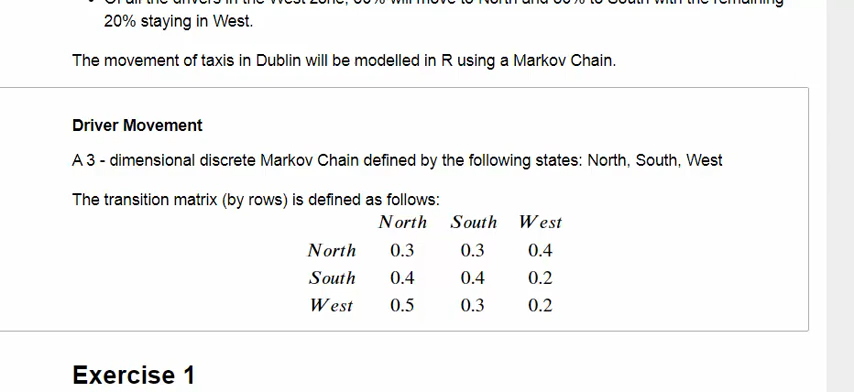 20% staying in West.
The movement of taxis in Dublin will be modelled in R using a Markov Chain.
Driver Movement
A 3 - dimensional discrete Markov Chain defined by the following states: North, South, West
The transition matrix (by rows) is defined as follows:
North South West
North 0.3 0.3 0.4
South 0.4 0.4 0.2
West 0.5 0.3 0.2
Exercise 1